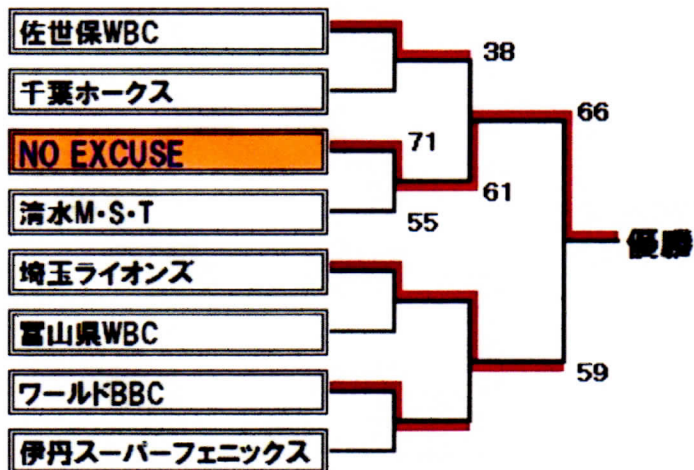 佐世保WBC
38
千葉ホークス
66
NO EXCUSE
71
61
清水M・S・T
55
優勝
埼玉ライオンズ
富山県WBC
59
ワールドBBC
伊丹スーパーフェニックス